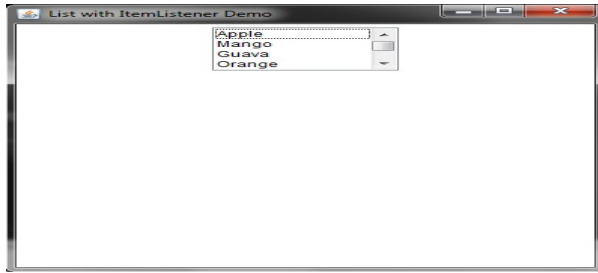 List with ItemListener Demo
Apple
Mango
Guava
Orange